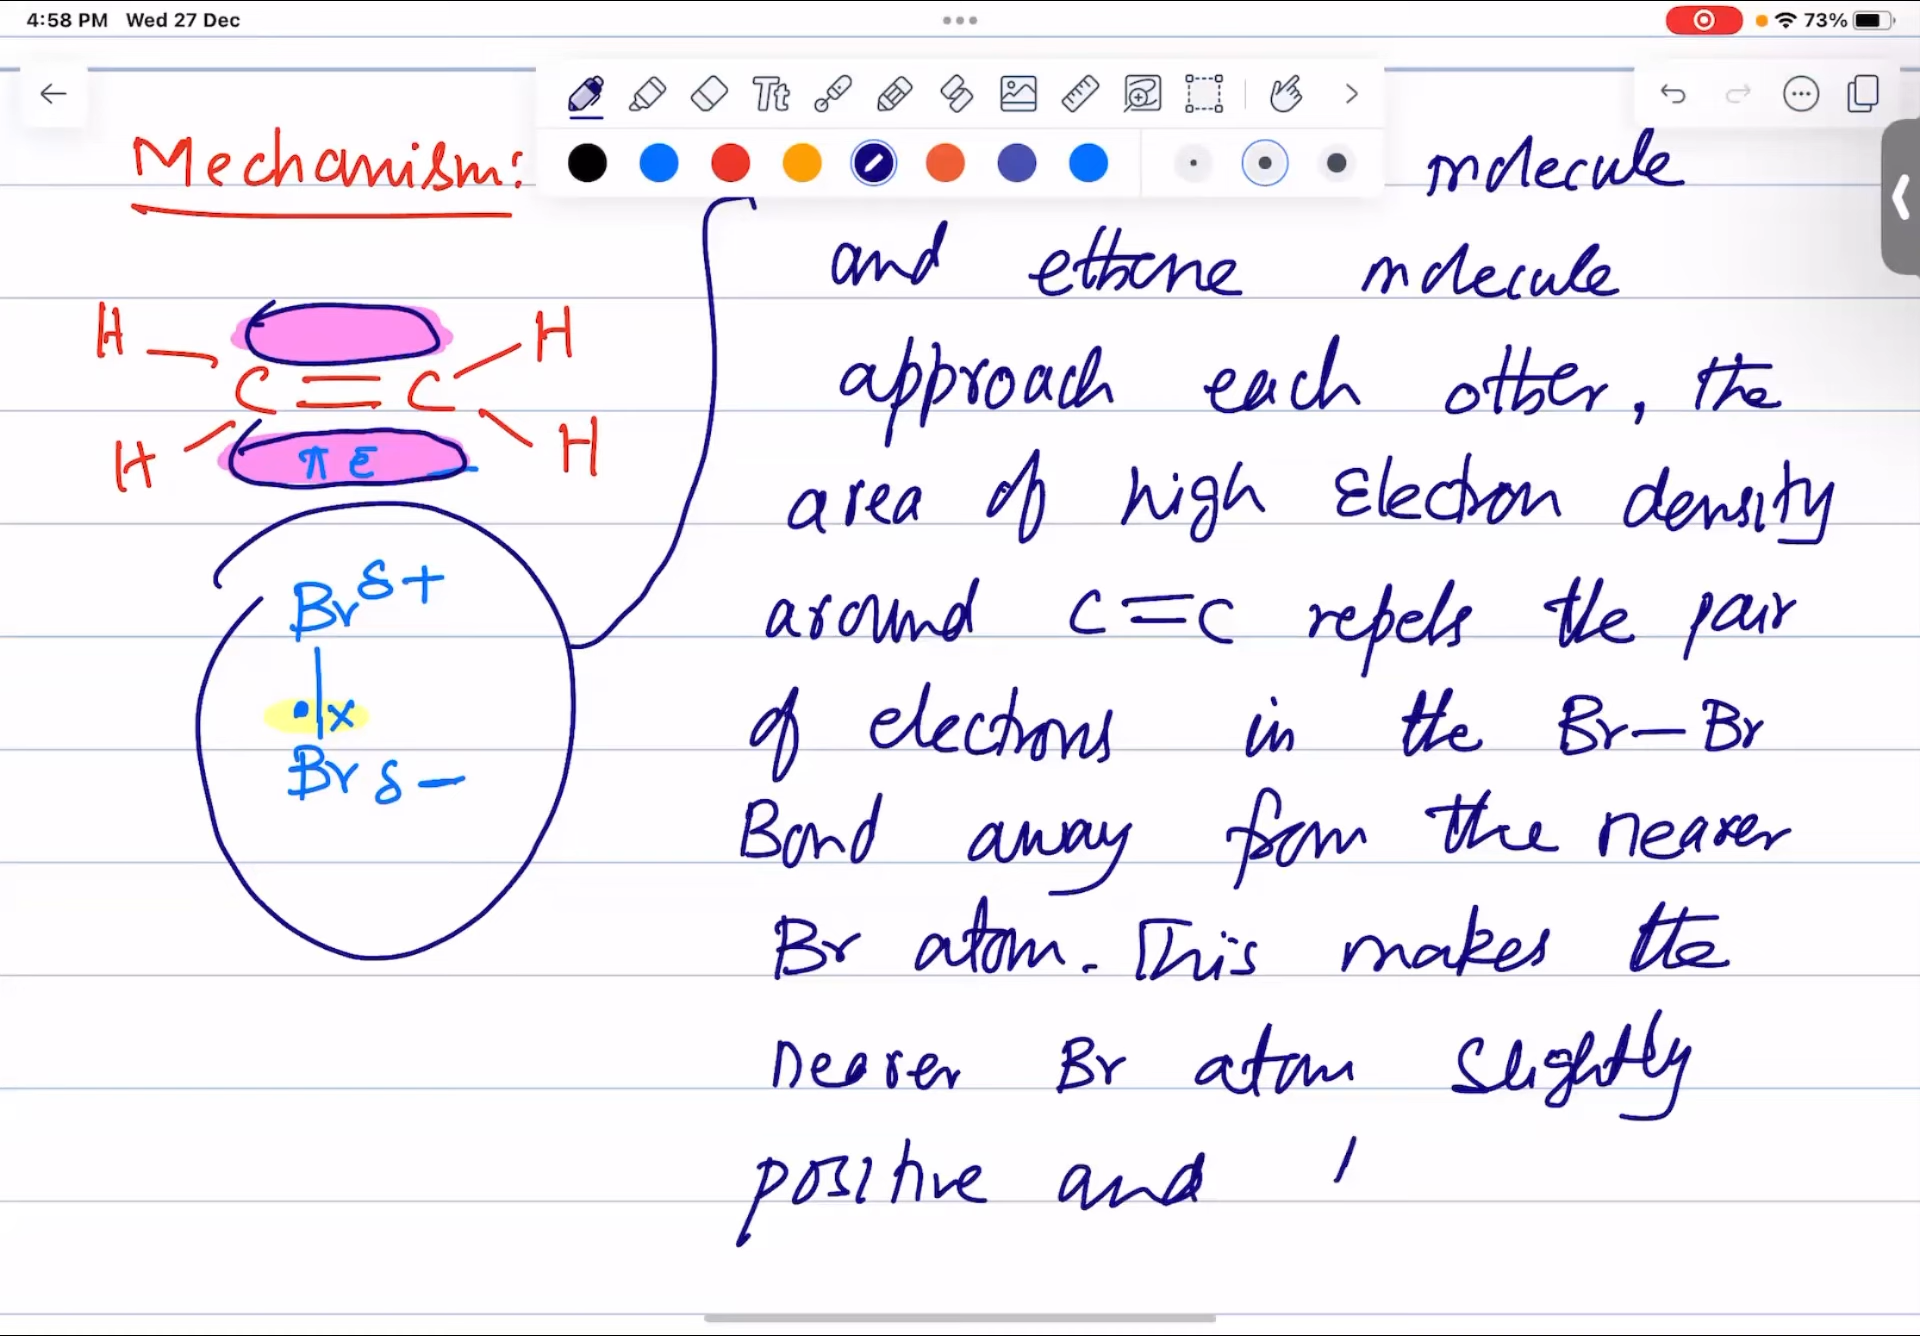 4:58 PM Wed 27 Dec
73%
Tt
Mechanism:
molecule
and ethene molecule
approach each other, the
area of high Electron density
around C=C repels the pair
of electrons in the Br-Br
Bond away from the nearer
Br atom. This makes the
nearer Br atom slightly
positive and
H H
C=C
H H
π e-
Br δ+
• x
Br δ-